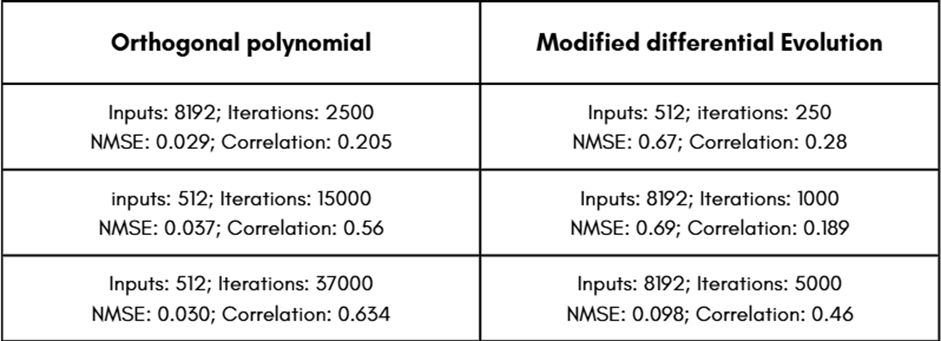 Orthogonal polynomial
Modified differential Evolution
Inputs: 8192; Iterations: 2500
NMSE: 0.029; Correlation: 0.205
Inputs: 512; iterations: 250
NMSE: 0.67; Correlation: 0.28
inputs: 512; Iterations: 15000
NMSE: 0.037; Correlation: 0.56
Inputs: 8192; Iterations: 1000
NMSE: 0.69; Correlation: 0.189
Inputs: 512; Iterations: 37000
NMSE: 0.030; Correlation: 0.634
Inputs: 8192; Iterations: 5000
NMSE: 0.098; Correlation: 0.46